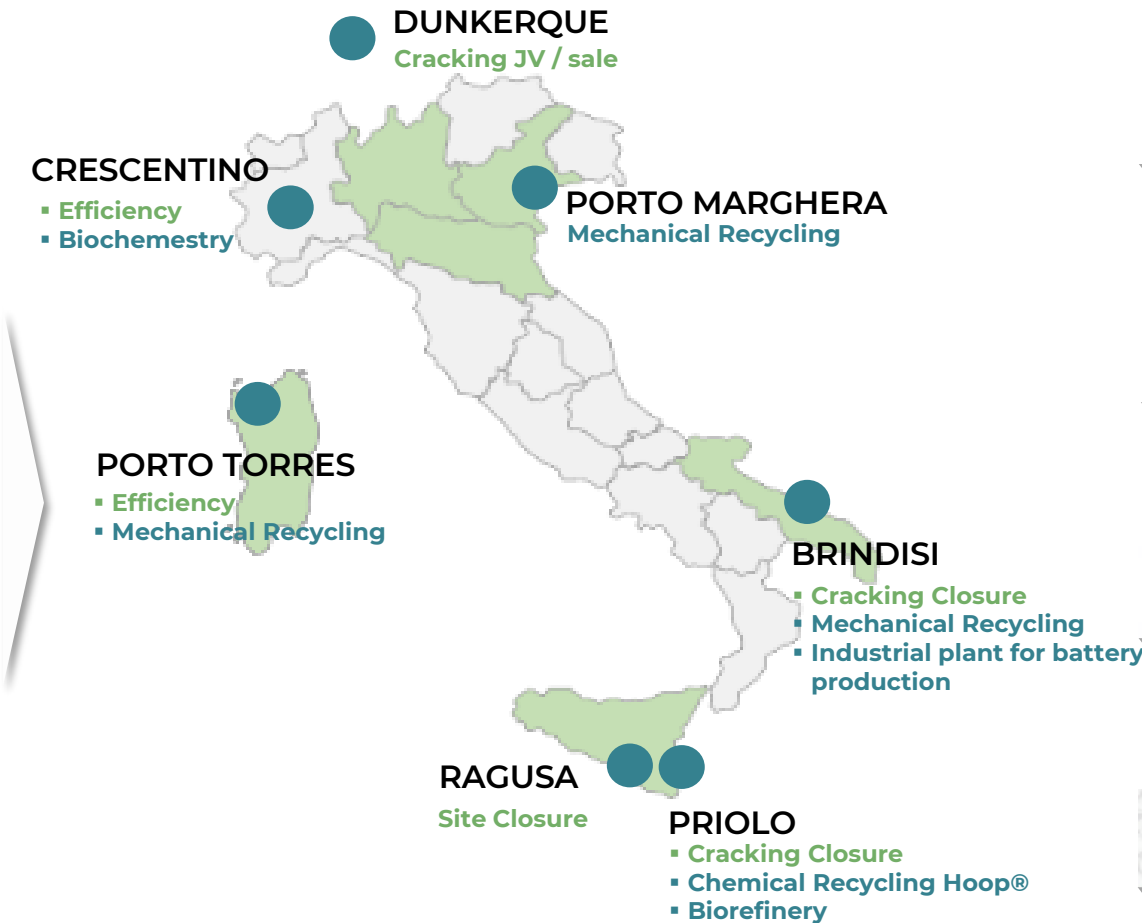 DUNKERQUE
Cracking JV / sale
CRESCENTINO
▪ Efficiency
▪ Biochemestry
PORTO MARGHERA
Mechanical Recycling
PORTO TORRES
▪ Efficiency
▪ Mechanical Recycling
BRINDISI
▪ Cracking Closure
▪ Mechanical Recycling
▪ Industrial plant for battery
production
RAGUSA
Site Closure
PRIOLO
▪ Cracking Closure
▪ Chemical Recycling Hoop®
▪ Biorefinery